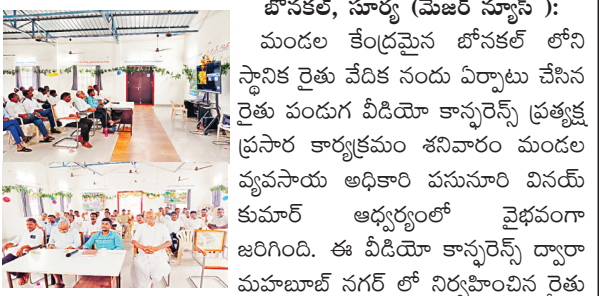 బోనకల్, సూర్య (మేజర్ న్యూస్ ):
మండల కేంద్రమైన బోనకల్ లోని
స్థానిక రైతు వేదిక నందు ఏర్పాటు చేసిన
రైతు పండుగ వీడియో కాన్ఫరెన్స్ ప్రత్యక్ష
ప్రసార కార్యక్రమం శనివారం మండల
వ్యవసాయ అధికారి పసునూరి వినయ్
కుమార్ ఆధ్వర్యంలో వైభవంగా
జరిగింది. ఈ వీడియో కాన్ఫరెన్స్ ద్వారా
మహబూబ్ నగర్ లో నిర్వహించిన రైతు